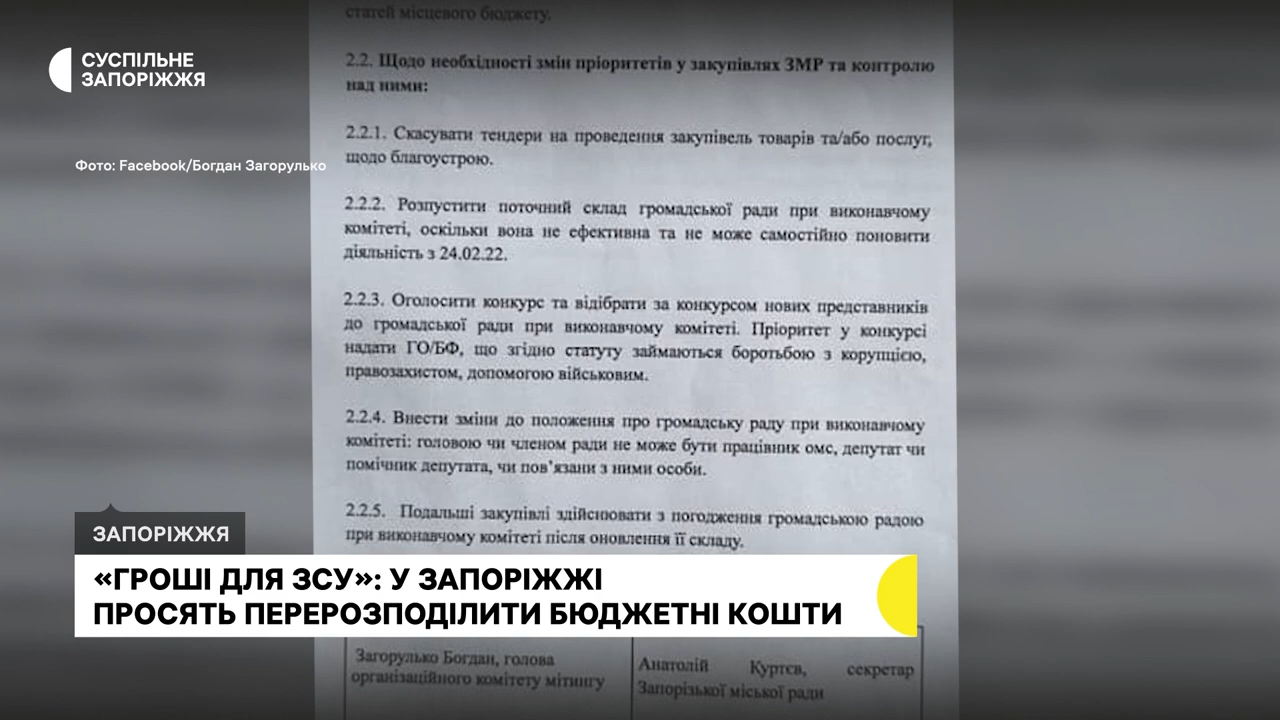 статей місцевого бюджету.
СУСПІЛЬНЕ
ЗАПОРІЖЖЯ
Фото: Facebook/Богдан Загорулько
2.2. Щодо необхідності змін пріоритетів у закупівлях ЗМР та контролю
над ними:
2.2.1. Скасувати тендери на проведення закупівель товарів та/або послуг,
щодо благоустрою.
2.2.2. Розпустити поточний склад громадської ради при виконавчому
комітеті, оскільки вона не ефективна та не може самостійно поновити
діяльність з 24.02.22.
2.2.3. Оголосити конкурс та відібрати за конкурсом нових представників
до громадської ради при виконавчому комітеті. Пріоритет у конкурсі
надати ГО/БФ, що згідно статуту займаються боротьбою з корупцією,
правозахистом, допомогою військовим.
2.2.4. Внести зміни до положення про громадську раду при виконавчому
комітеті: головою чи членом ради не може бути працівник омс, депутат чи
помічник депутата, чи пов’язани з ними особи.
2.2.5. Подальші закупівлі здійснювати з погодження громадською радою
при виконавчому комітеті після оновлення її складу.
ЗАПОРІЖЖЯ
«ГРОШІ ДЛЯ ЗСУ»: У ЗАПОРІЖЖІ
ПРОСЯТЬ ПЕРЕРОЗПОДІЛИТИ БЮДЖЕТНІ КОШТИ
Загорулько Богдан, голова
організаційного комітету мітингу
Анатолій Куртєв, секретар
Запорізької міської ради